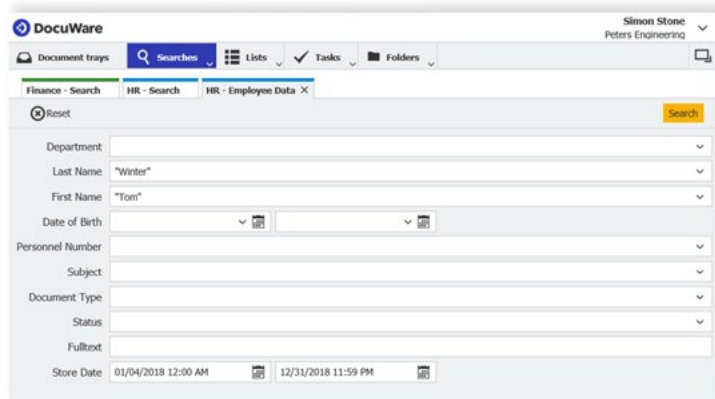 DocuWare
Simon Stone
Peters Engineering
Document trays Searches Lists Tasks Folders
Finance - Search HR - Search HR - Employee Data
Reset Search
Department
Last Name "Winter"
First Name "Tom"
Date of Birth
Personnel Number
Subject
Document Type
Status
Fulltext
Store Date 01/04/2018 12:00 AM 12/31/2018 11:59 PM